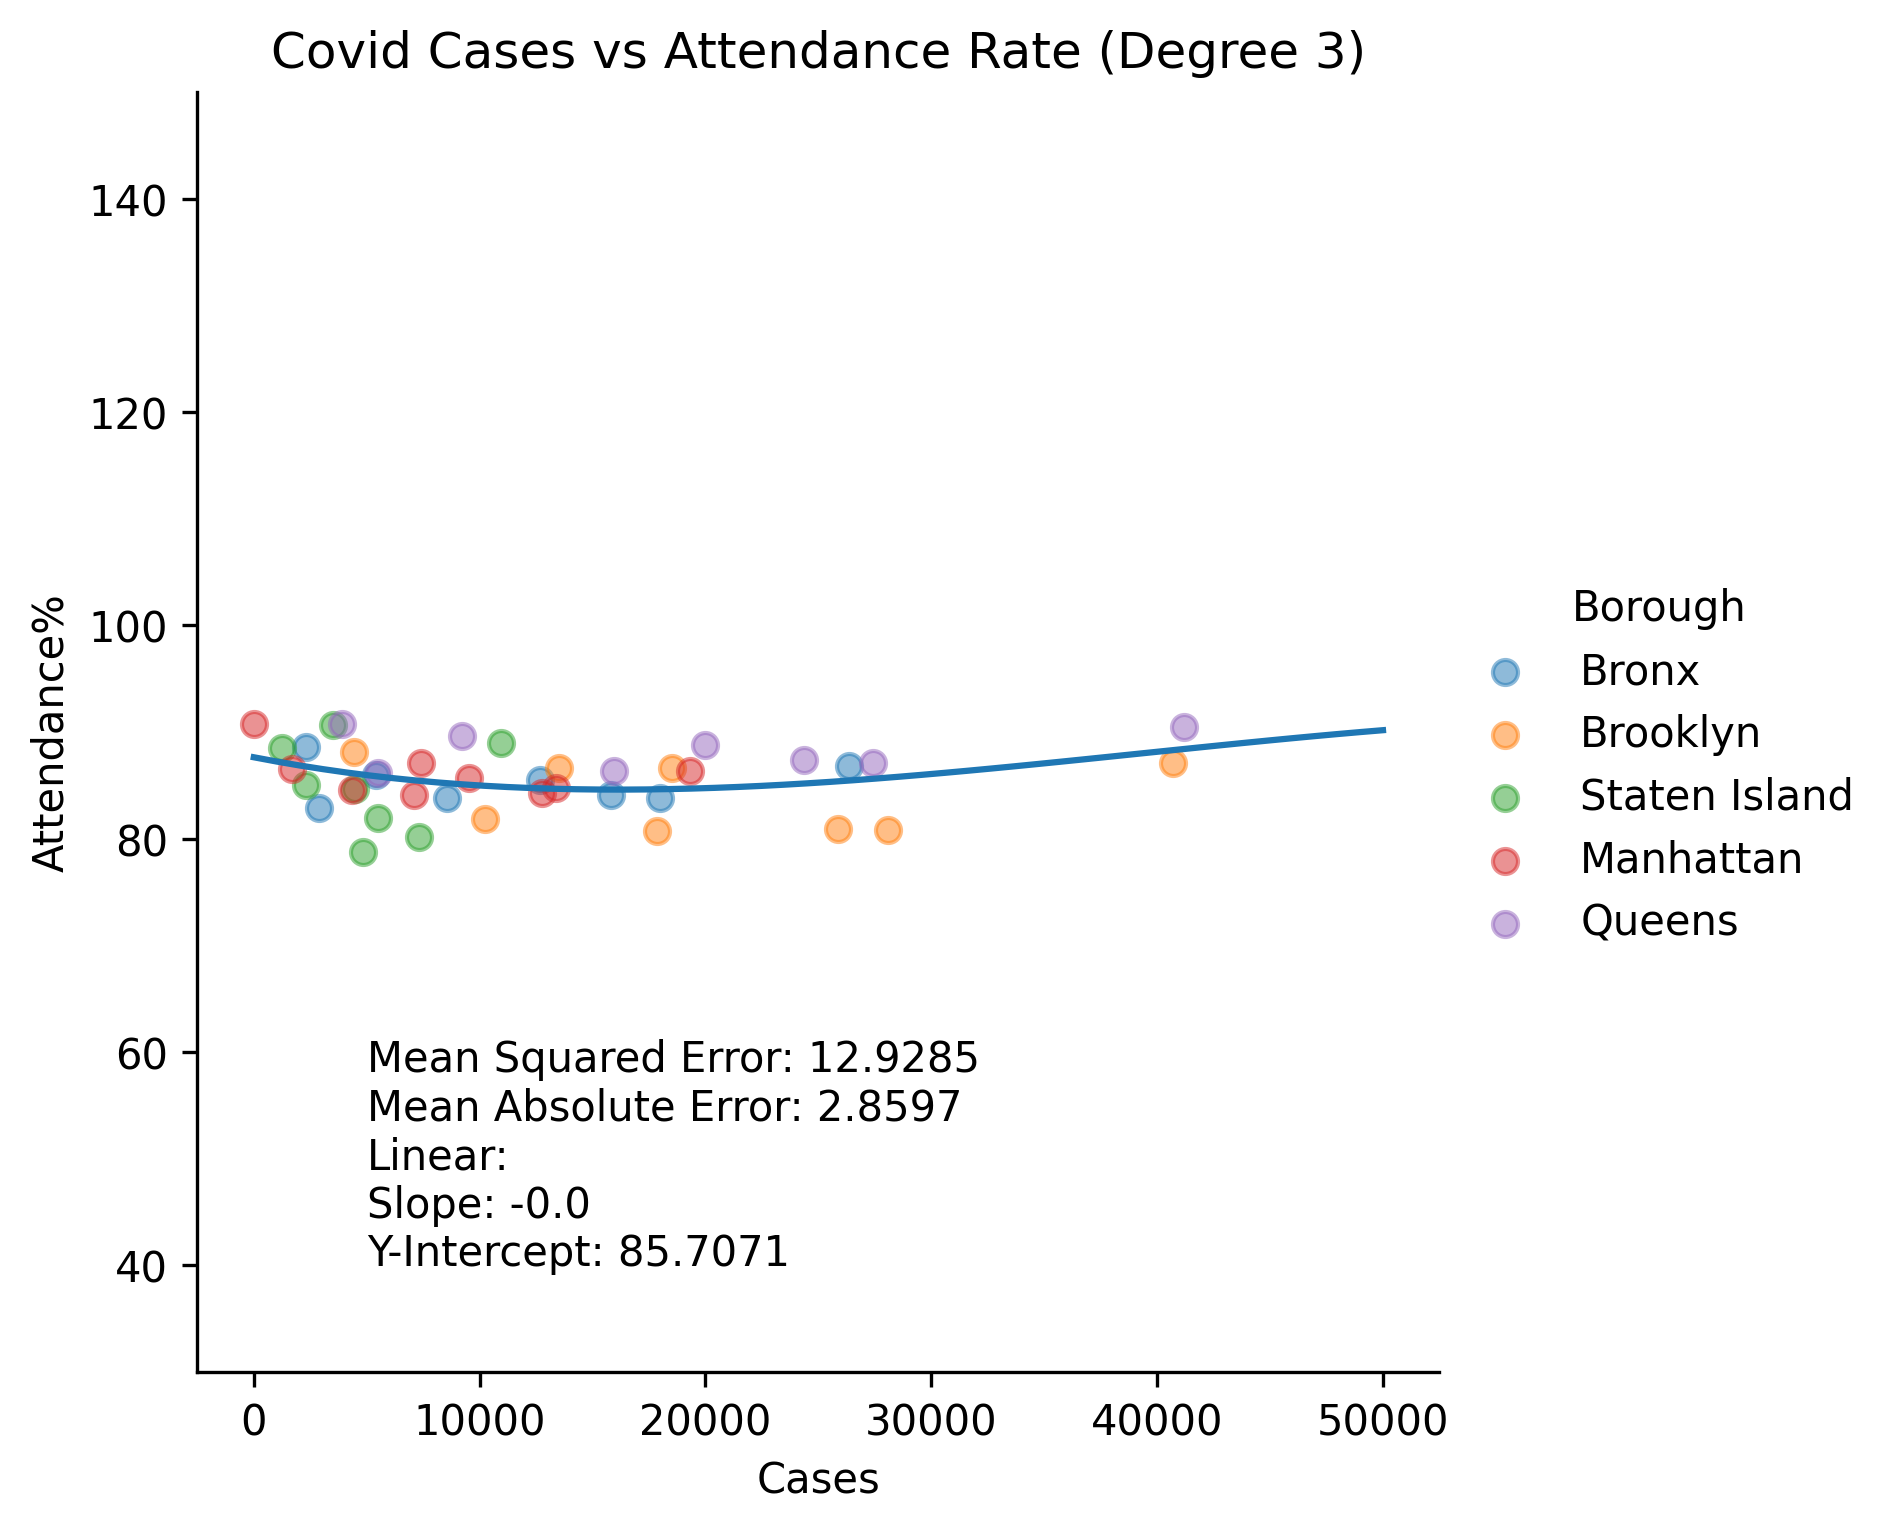 Covid Cases vs Attendance Rate (Degree 3)
140
120
100
80
60
40
Attendance%
Mean Squared Error: 12.9285
Mean Absolute Error: 2.8597
Linear:
Slope: -0.0
Y-Intercept: 85.7071
0 10000 20000 30000 40000 50000
Cases
Borough
Bronx
Brooklyn
Staten Island
Manhattan
Queens